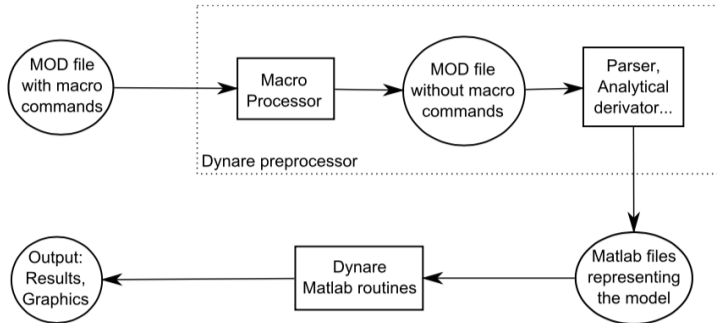 MOD file
with macro
commands
Macro
Processor
MOD file
without macro
commands
Parser,
Analytical
derivator...
Dynare preprocessor
Output:
Results,
Graphics
Dynare
Matlab routines
Matlab files
representing
the model